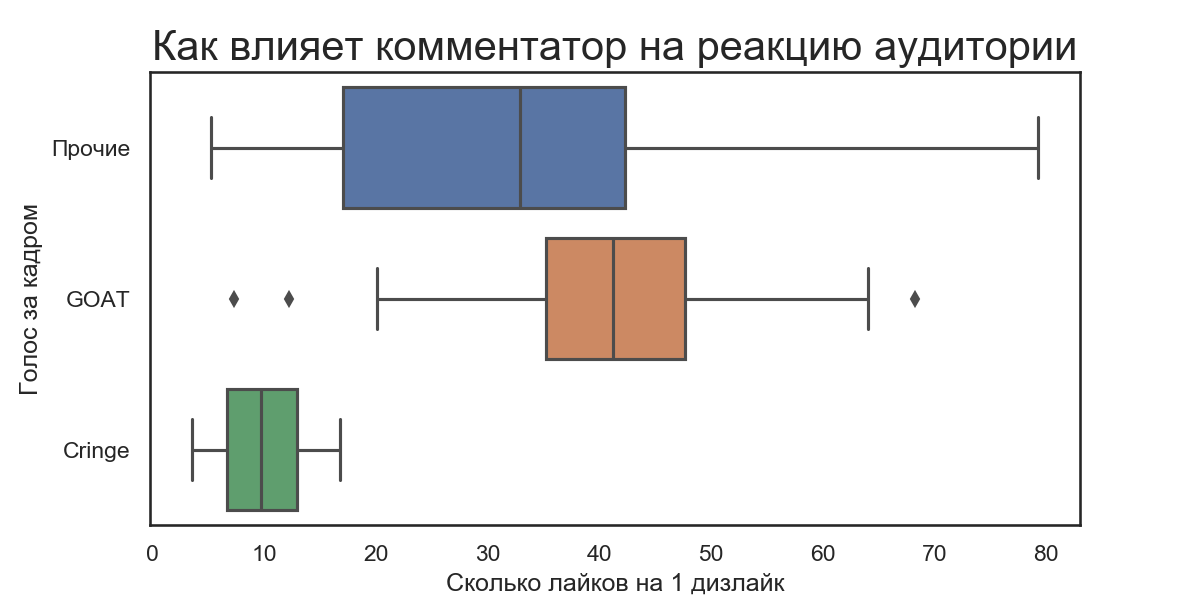 Как влияет комментатор на реакцию аудитории
Голос за кадром
Прочие
GOAT
Cringe
0 10 20 30 40 50 60 70 80
Сколько лайков на 1 дизлайк